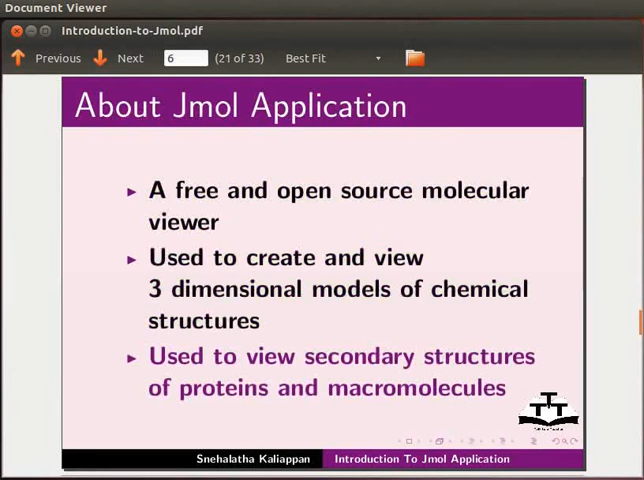 Document Viewer
Introduction-to-Jmol.pdf
Previous Next 6 (21 of 33) Best Fit
About Jmol Application
A free and open source molecular
viewer
Used to create and view
3 dimensional models of chemical
structures
Used to view secondary structures
of proteins and macromolecules
Snehalatha Kaliappan Introduction To Jmol Application